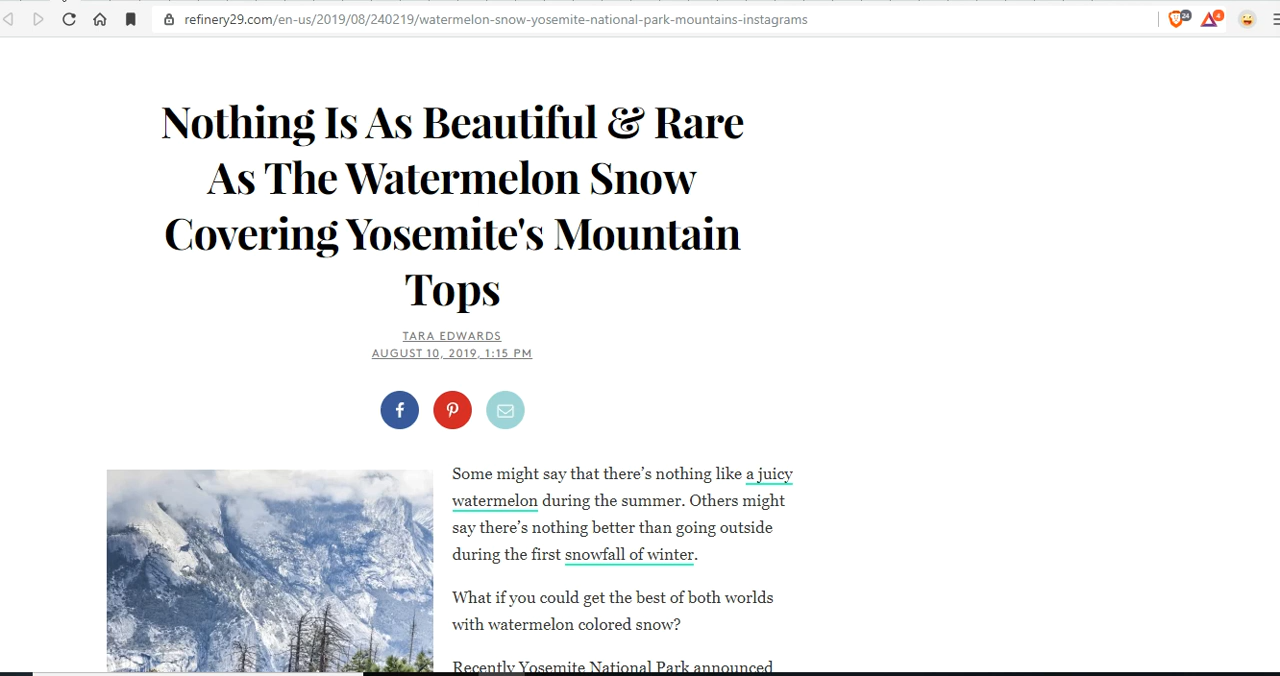 refinery29.com/en-us/2019/08/240219/watermelon-snow-yosemite-national-park-mountains-instagrams
24
4
Nothing Is As Beautiful & Rare
As The Watermelon Snow
Covering Yosemite's Mountain
Tops
TARA EDWARDS
AUGUST 10, 2019, 1:15 PM
Some might say that there’s nothing like a juicy
watermelon during the summer. Others might
say there’s nothing better than going outside
during the first snowfall of winter.
What if you could get the best of both worlds
with watermelon colored snow?
Recently Yosemite National Park announced